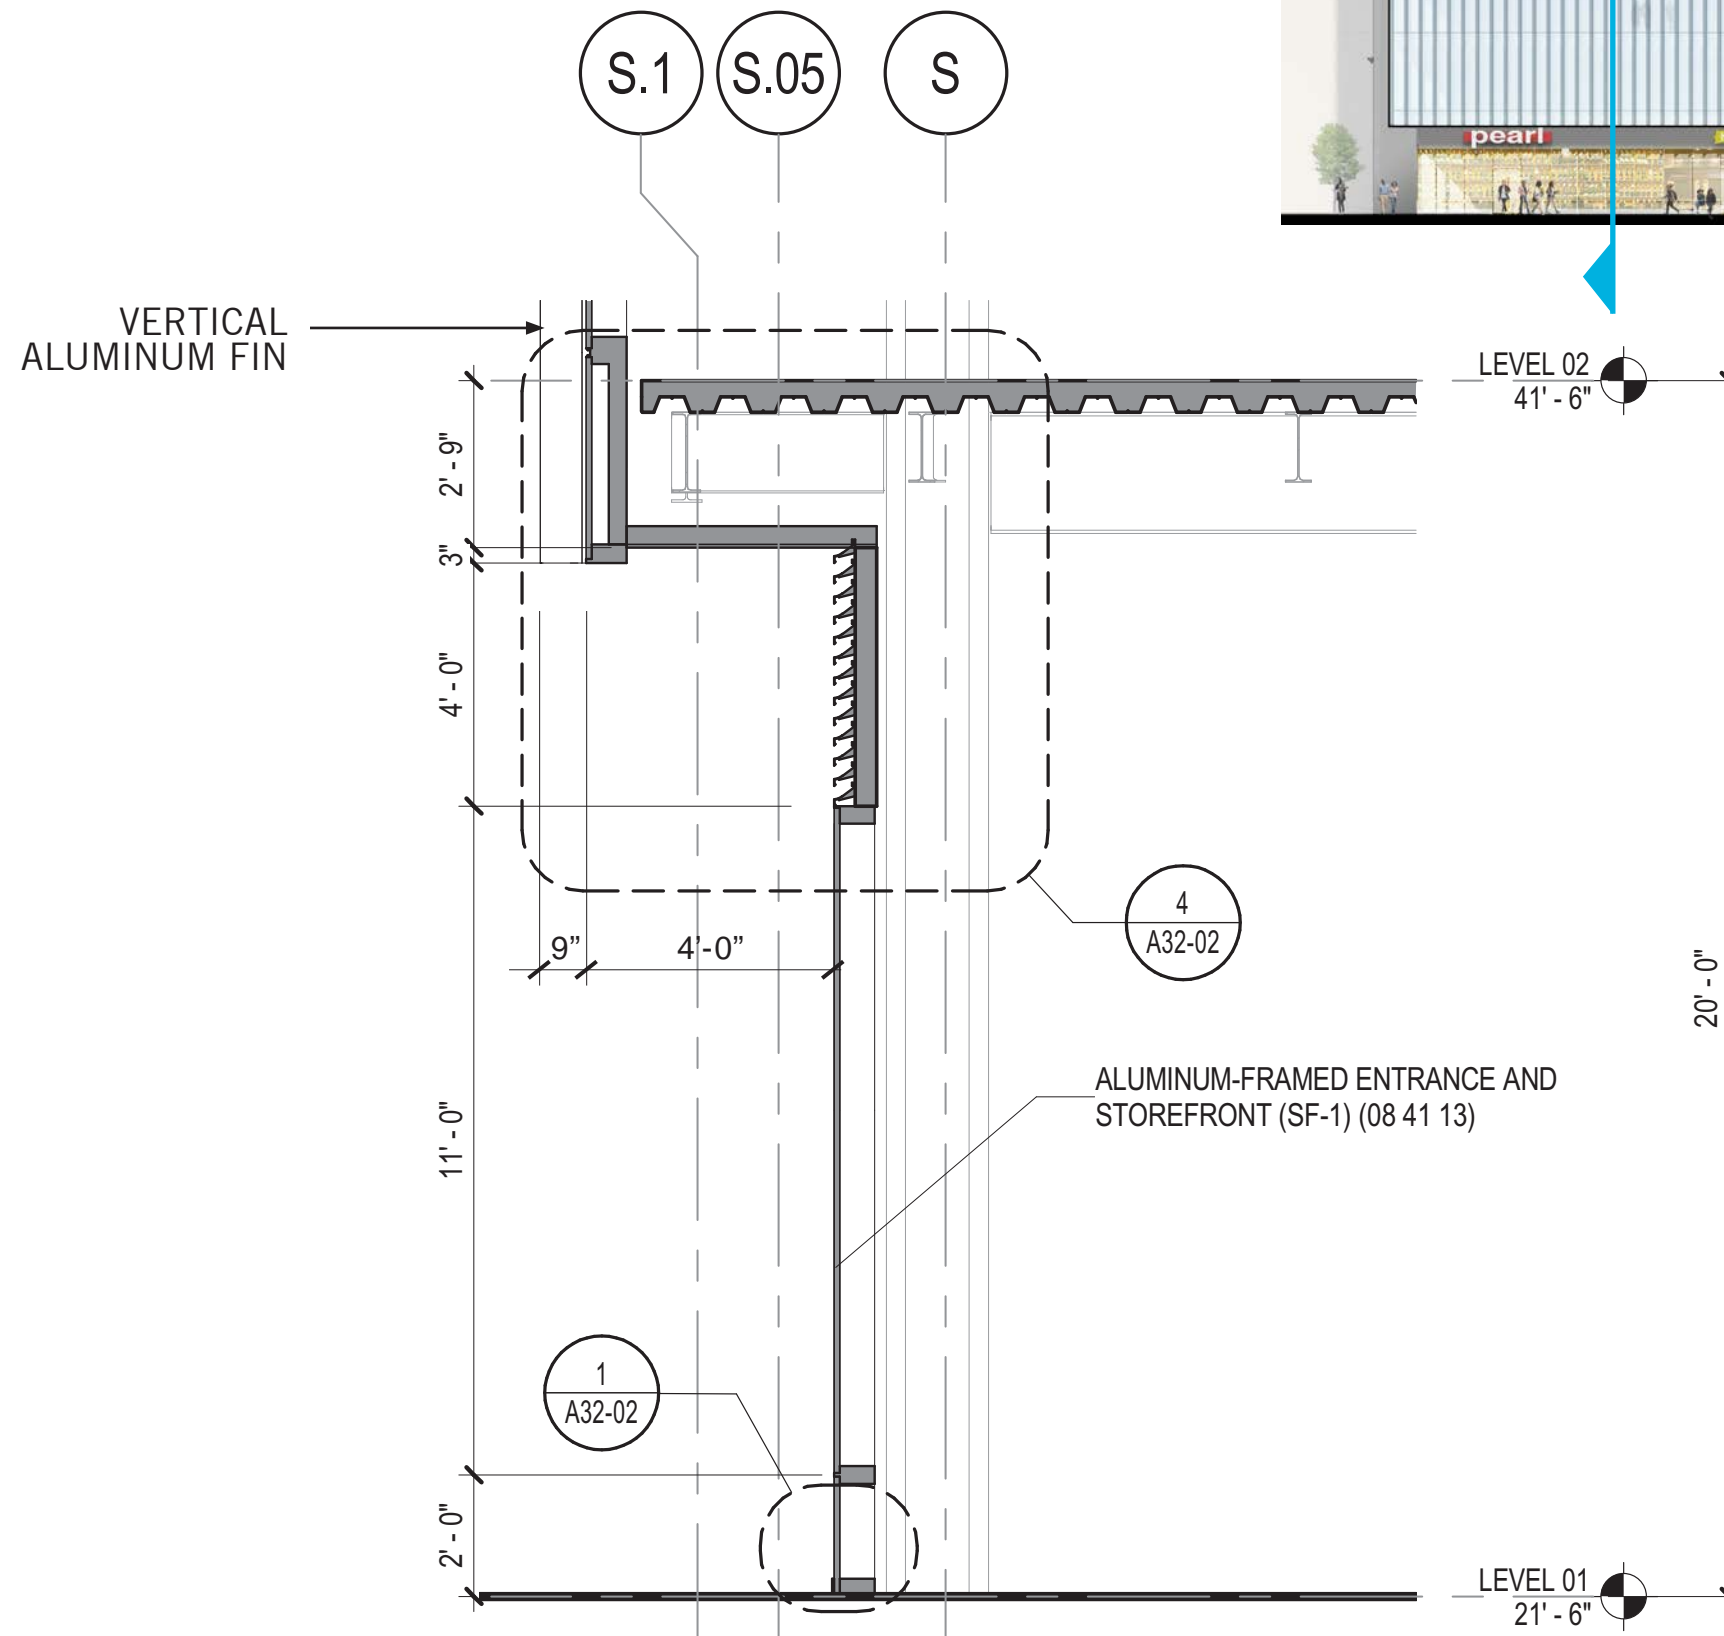 S.1
S.05
S
pearl
VERTICAL
ALUMINUM FIN
LEVEL 02
41' - 6"
2' - 9"
3"
4' - 0"
4
A32-02
9”
4’-0”
20' - 0"
ALUMINUM-FRAMED ENTRANCE AND
STOREFRONT (SF-1) (08 41 13)
11' - 0"
1
A32-02
2' - 0"
LEVEL 01
21' - 6"